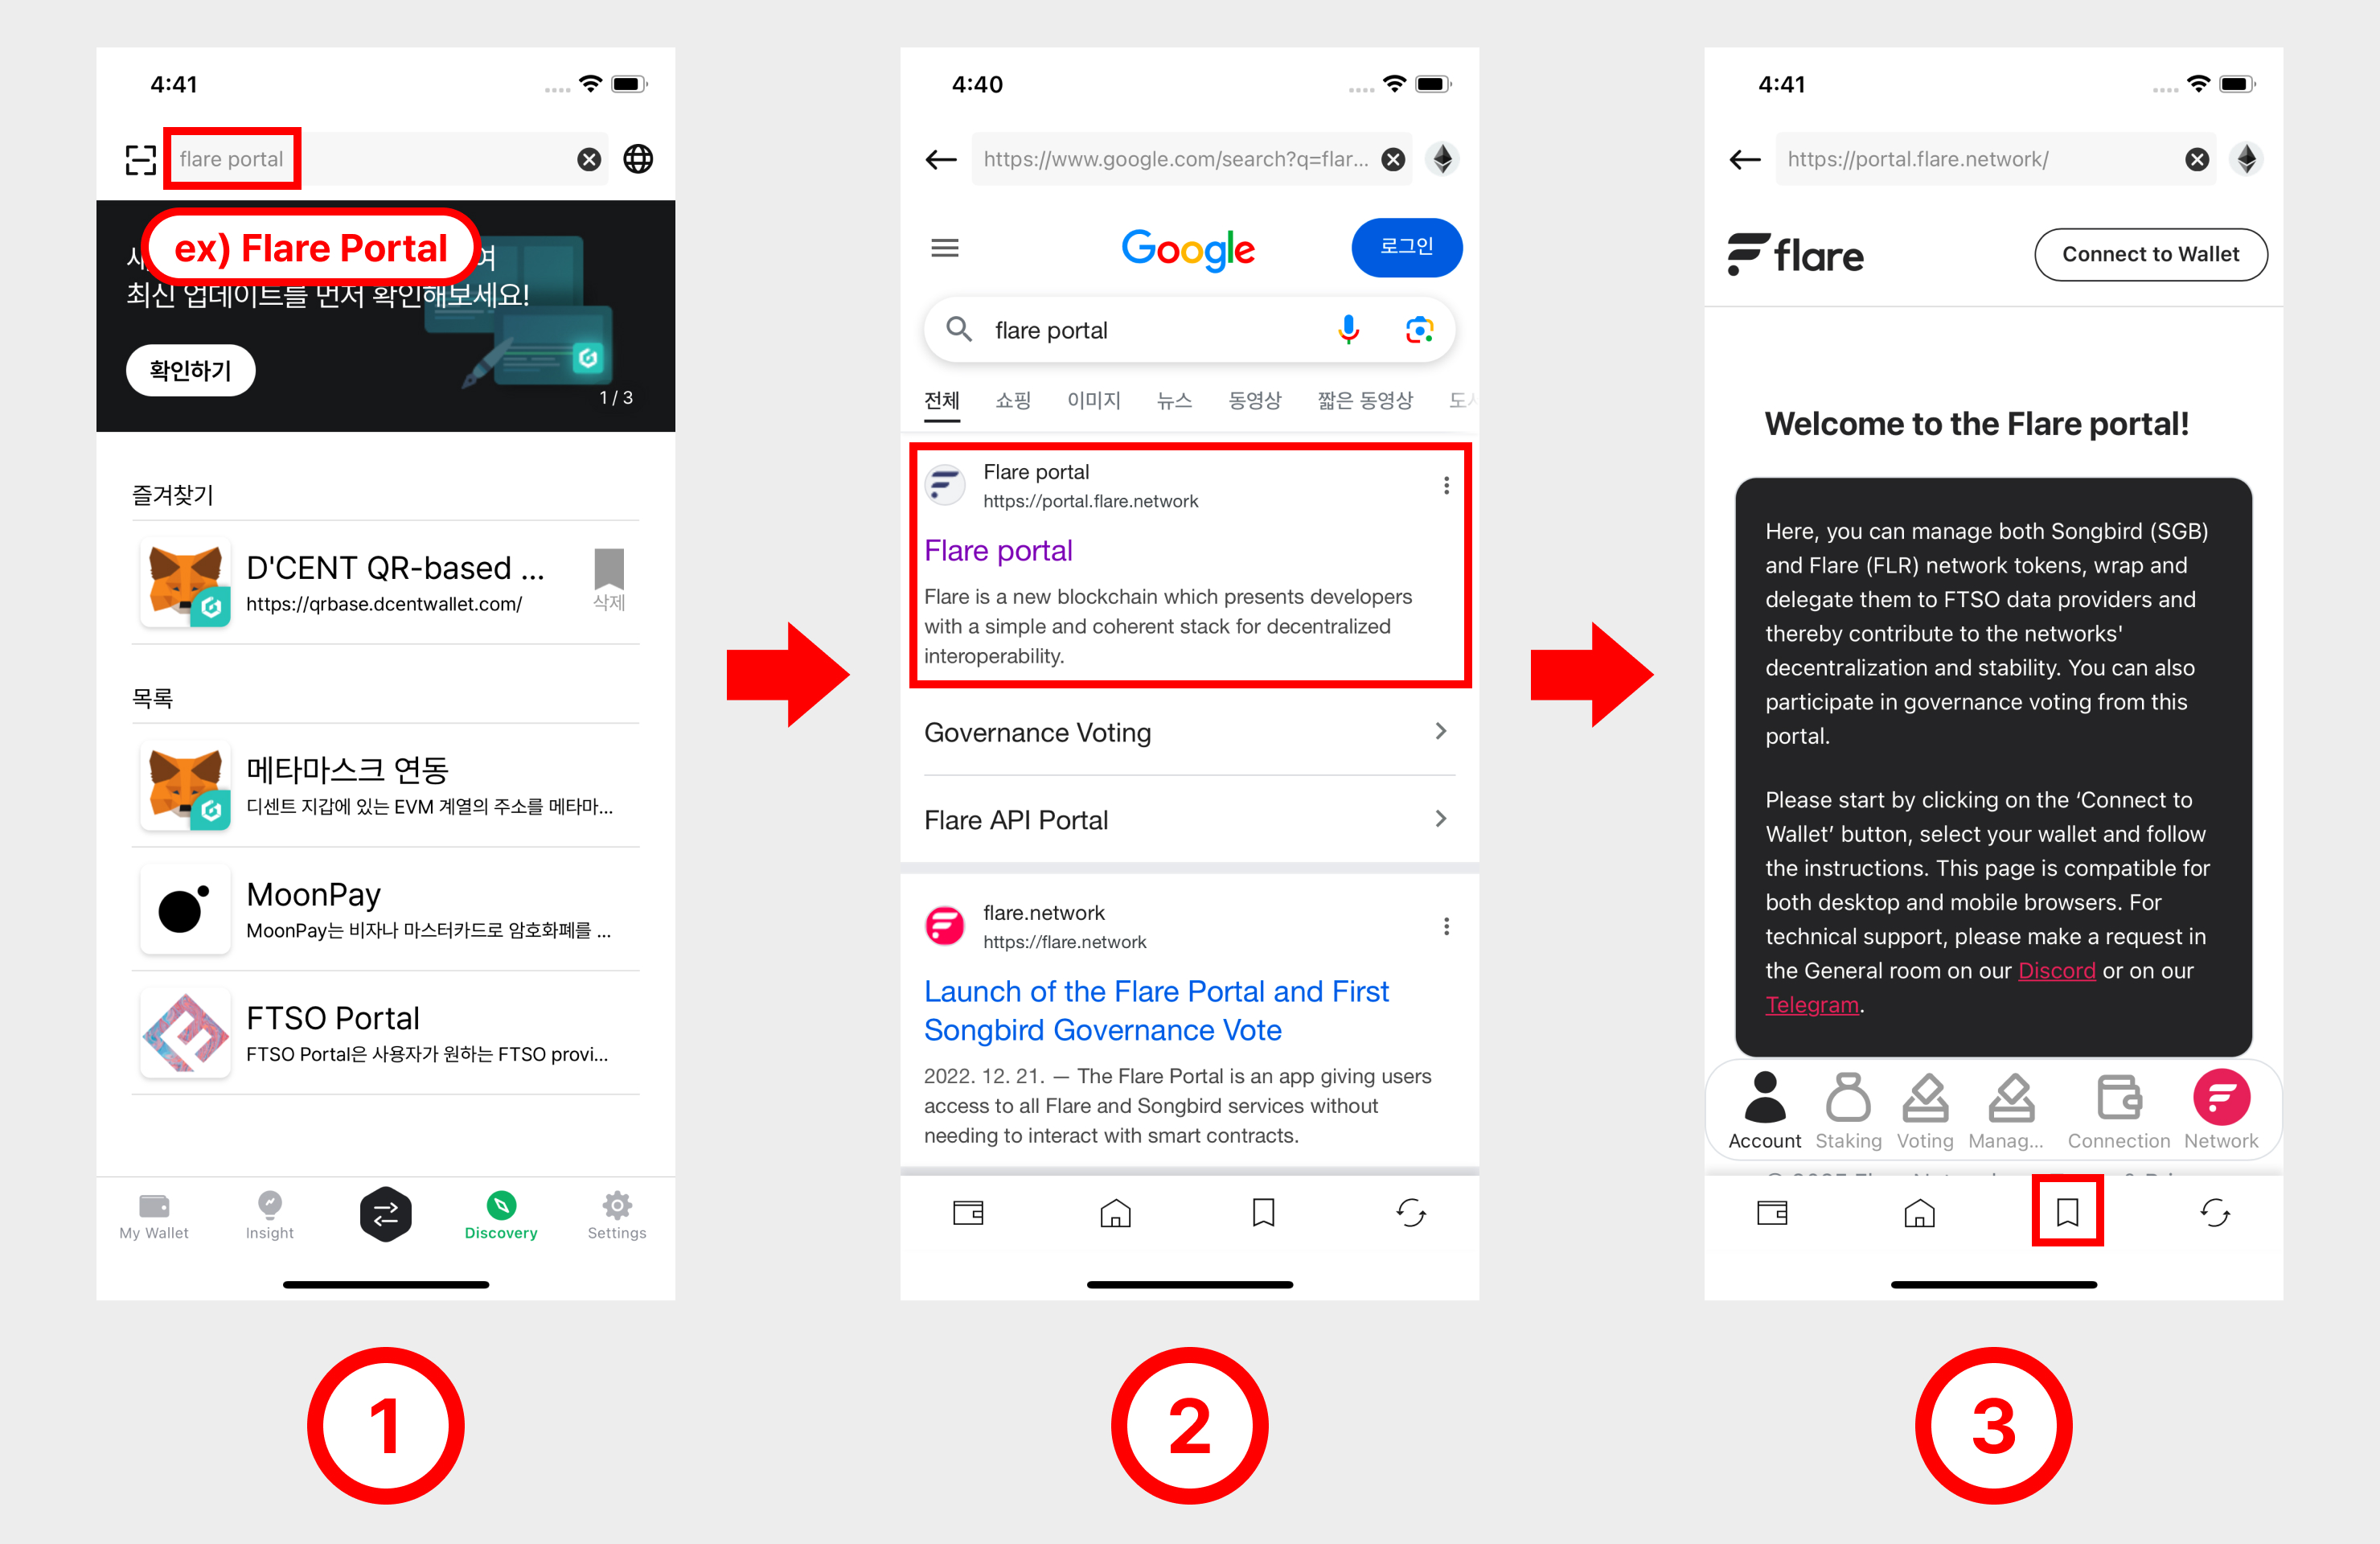 4:41
flare portal
ex) Flare Portal
여
최신 업데이트를 먼저 확인해보세요!
확인하기
1 / 3
즐겨찾기
D'CENT QR-based ...
https://qrbase.dcentwallet.com/
삭제
목록
메타마스크 연동
디센트 지갑에 있는 EVM 계열의 주소를 메타마...
MoonPay
MoonPay는 비자나 마스터카드로 암호화폐를 ...
FTSO Portal
FTSO Portal은 사용자가 원하는 FTSO provi...
My Wallet
Insight
Discovery
Settings
1
4:40
https://www.google.com/search?q=flar...
Google
로그인
flare portal
전체 쇼핑 이미지 뉴스 동영상 짧은 동영상
Flare portal
https://portal.flare.network
Flare portal
Flare is a new blockchain which presents developers
with a simple and coherent stack for decentralized
interoperability.
Governance Voting
Flare API Portal
flare.network
https://flare.network
Launch of the Flare Portal and First
Songbird Governance Vote
2022. 12. 21. — The Flare Portal is an app giving users
access to all Flare and Songbird services without
needing to interact with smart contracts.
2
4:41
https://portal.flare.network/
flare
Connect to Wallet
Welcome to the Flare portal!
Here, you can manage both Songbird (SGB)
and Flare (FLR) network tokens, wrap and
delegate them to FTSO data providers and
thereby contribute to the networks'
decentralization and stability. You can also
participate in governance voting from this
portal.
Please start by clicking on the ‘Connect to
Wallet’ button, select your wallet and follow
the instructions. This page is compatible for
both desktop and mobile browsers. For
technical support, please make a request in
the General room on our Discord or on our
Telegram.
Account
Staking
Voting
Manag...
Connection
Network
3